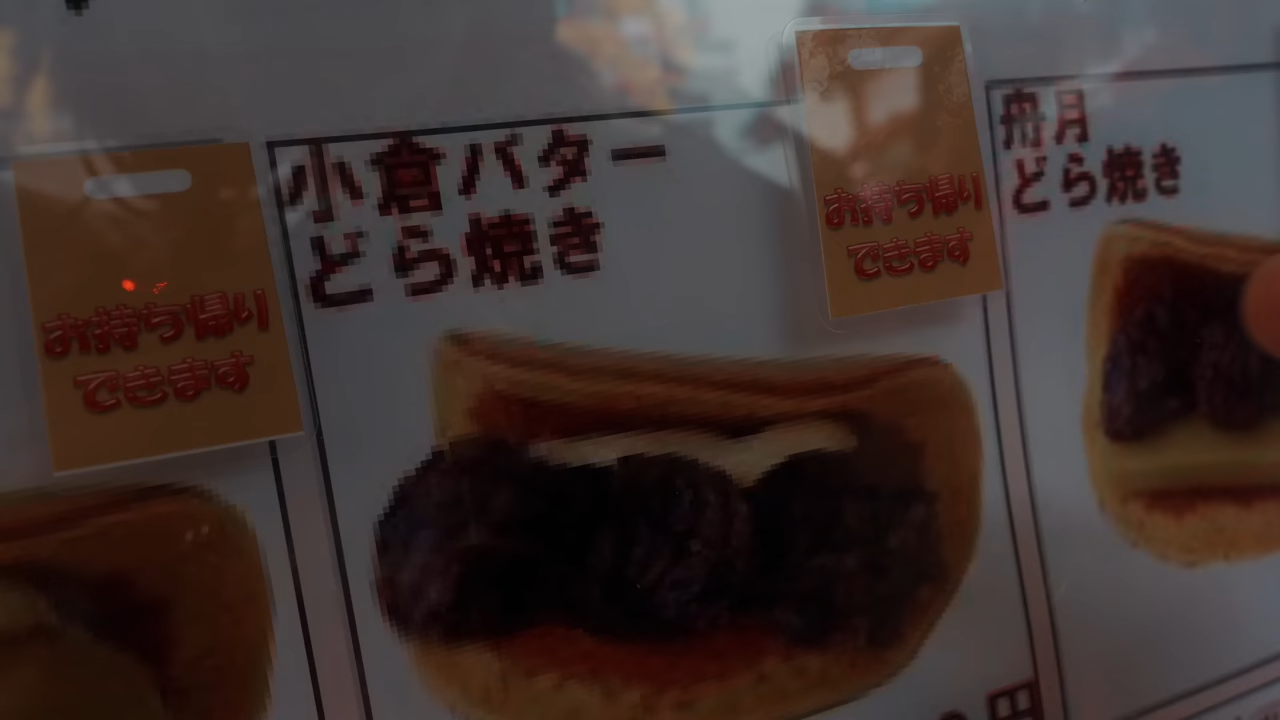 お持ち帰り
できます
小倉バター
どら焼き
お持ち帰り
できます
舟月
どら焼き
円